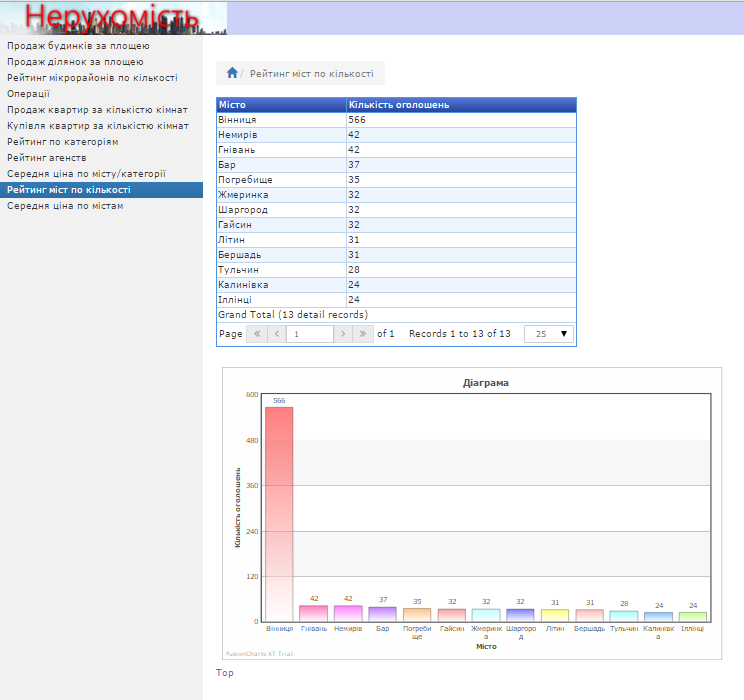 Нерухомість
Продаж будинків за площею
Продаж ділянок за площею
Рейтинг мікрорайонів по кількості
Операції
Продаж квартир за кількістю кімнат
Купівля квартир за кількістю кімнат
Рейтинг по категоріям
Рейтинг агенств
Середня ціна по місту/категорії
Рейтинг міст по кількості
Середня ціна по містам
/ Рейтинг міст по кількості
Місто Кількість оголошень
Вінниця 566
Немирів 42
Гнівань 42
Бар 37
Погребище 35
Жмеринка 32
Шаргород 32
Гайсин 32
Літин 31
Бершадь 31
Тульчин 28
Калинівка 24
Іллінці 24
Grand Total (13 detail records)
Page « ‹ 1 › » of 1 Records 1 to 13 of 13 25
Діаграма
Кількість оголошень
600
480
360
240
120
0
566 42 42 37 35 32 32 32 31 31 28 24 24
Вінниця Гнівань Немирів Бар Погреби Гайсин Жмеринк Шаргоро Літин Бершадь Тульчин Калинівк Іллінці
ще а д а
Місто
FusionCharts XT Trial
Top